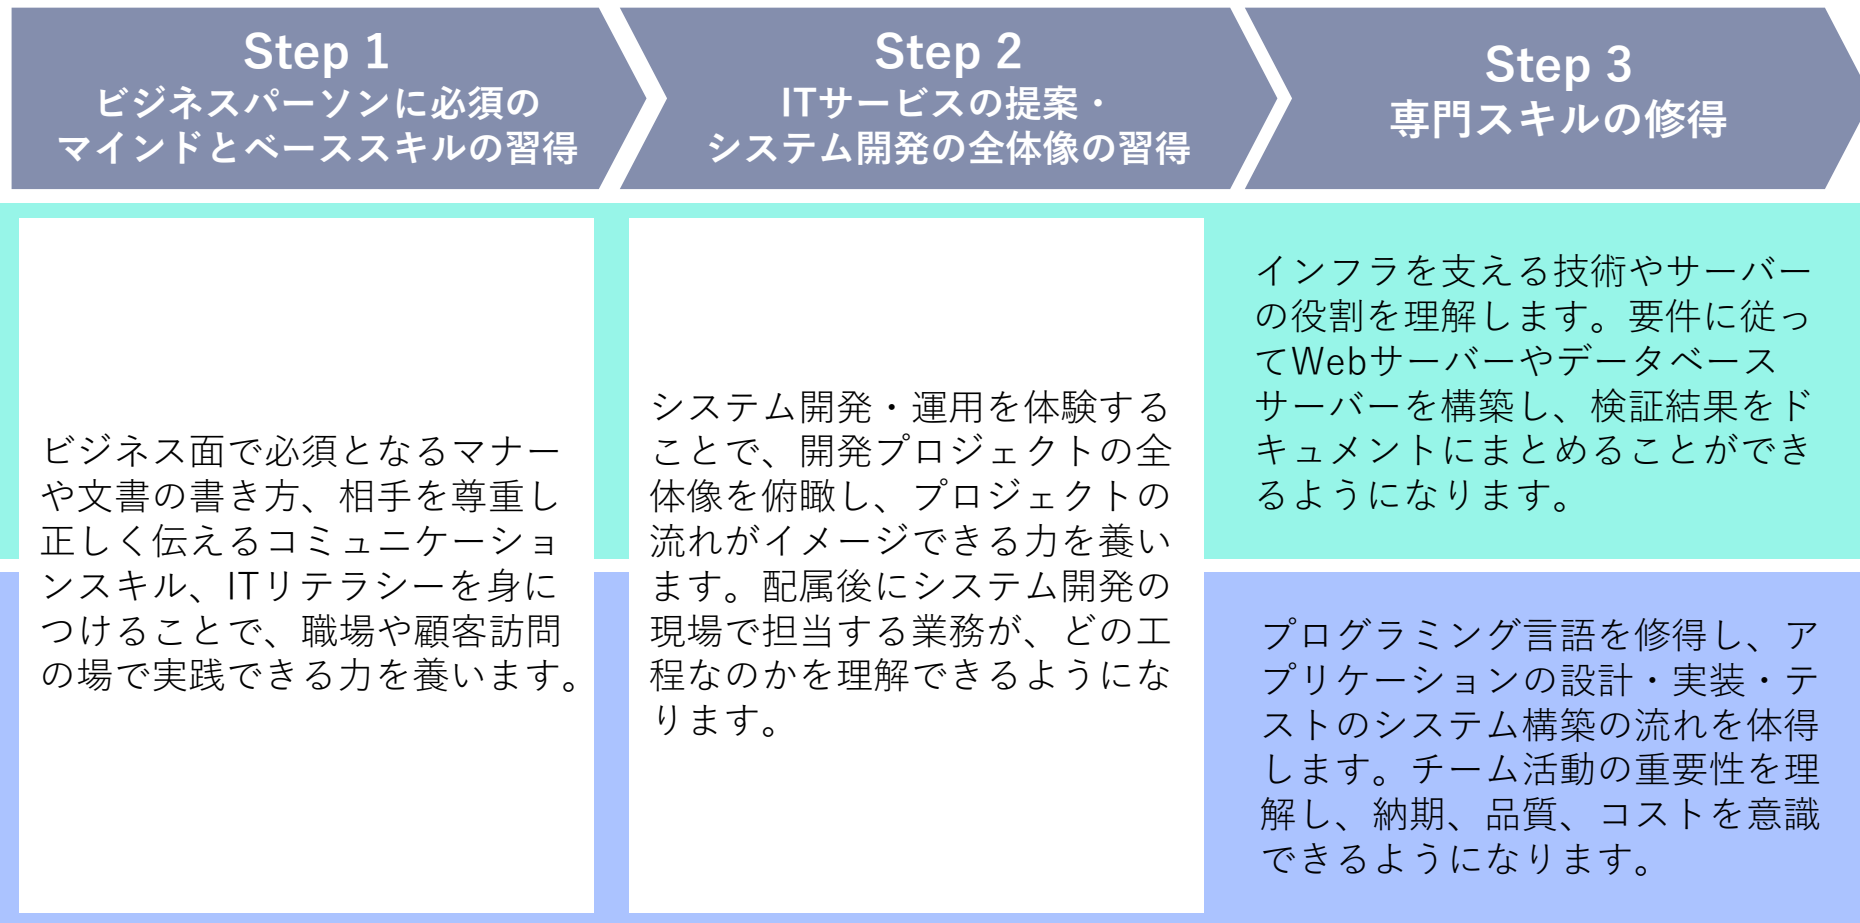 Step 1
ビジネスパーソンに必須の
マインドとベーススキルの習得
Step 2
ITサービスの提案・
システム開発の全体像の習得
Step 3
専門スキルの修得
ビジネス面で必須となるマナー
や文書の書き方、相手を尊重し
正しく伝えるコミュニケーショ
ンスキル、ITリテラシーを身に
つけることで、職場や顧客訪問
の場で実践できる力を養います。
システム開発・運用を体験する
ことで、開発プロジェクトの全
体像を俯瞰し、プロジェクトの
流れがイメージできる力を養い
ます。配属後にシステム開発の
現場で担当する業務が、どの工
程なのかを理解できるようにな
ります。
インフラを支える技術やサーバー
の役割を理解します。要件に従っ
てWebサーバーやデータベース
サーバーを構築し、検証結果をド
キュメントにまとめることができ
るようになります。
プログラミング言語を修得し、ア
プリケーションの設計・実装・テ
ストのシステム構築の流れを体得
します。チーム活動の重要性を理
解し、納期、品質、コストを意識
できるようになります。